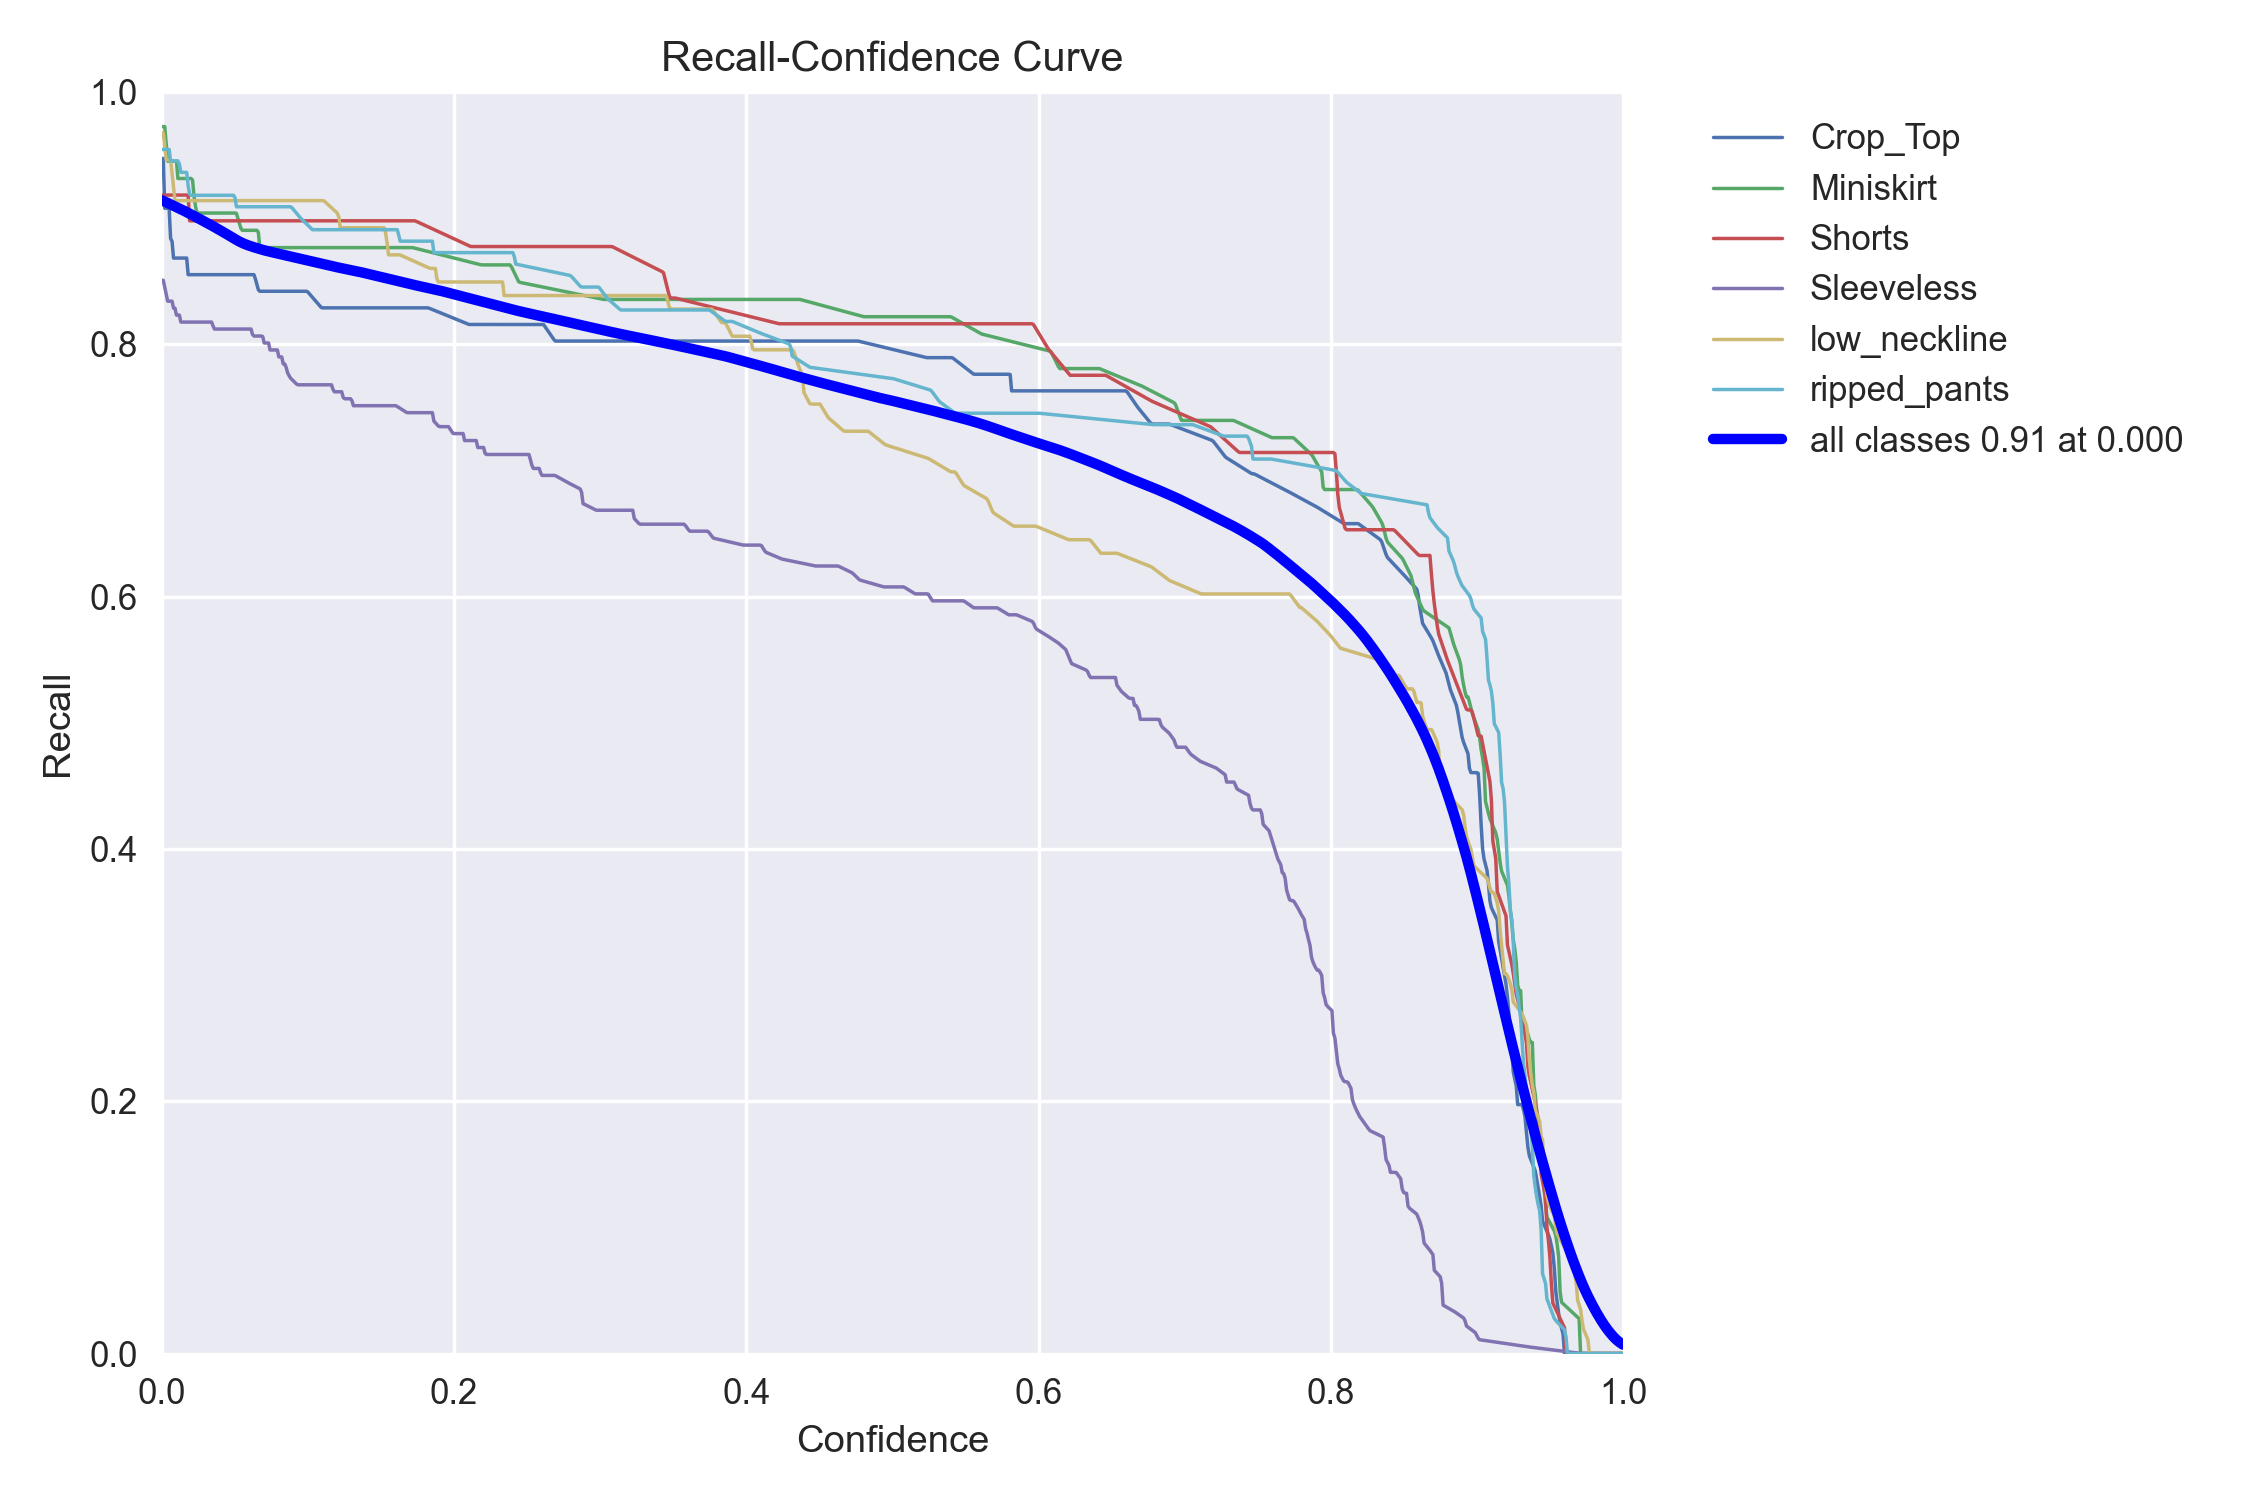 Recall-Confidence Curve
1.0
0.8
0.6
0.4
0.2
0.0
Recall
0.0 0.2 0.4 0.6 0.8 1.0
Confidence
Crop_Top
Miniskirt
Shorts
Sleeveless
low_neckline
ripped_pants
all classes 0.91 at 0.000